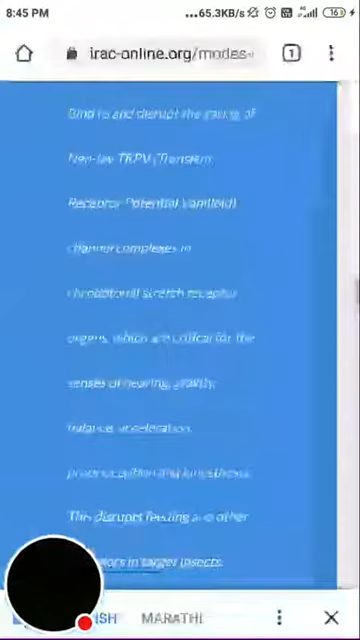 8:45 PM
...65.3KB/s
16
irac-online.org/modes-
1
Bind to and disrupt the gating of
Nan-Iav TRPV (Transient
Receptor Potential Vanilloid)
channel complexes in
chordotonal stretch receptor
organs, which are critical for the
senses of hearing, gravity,
balance, acceleration,
proprioception and kinesthesia.
This disrupts feeding and other
in target insects.
MARATHI